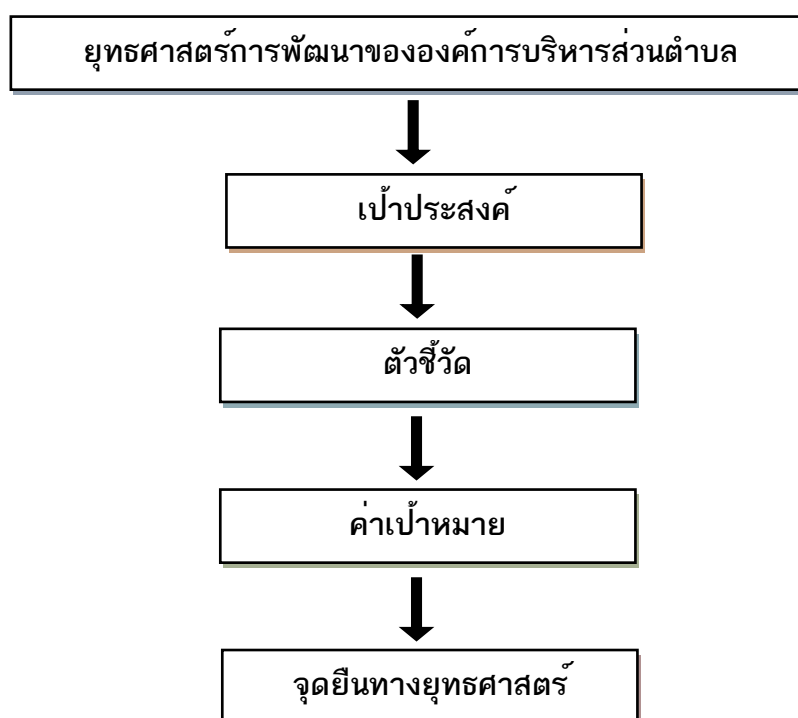 ยุทธศาสตร์การพัฒนาขององค์การบริหารส่วนตำบล
เป้าประสงค์
ตัวชี้วัด
ค่าเป้าหมาย
จุดยืนทางยุทธศาสตร์